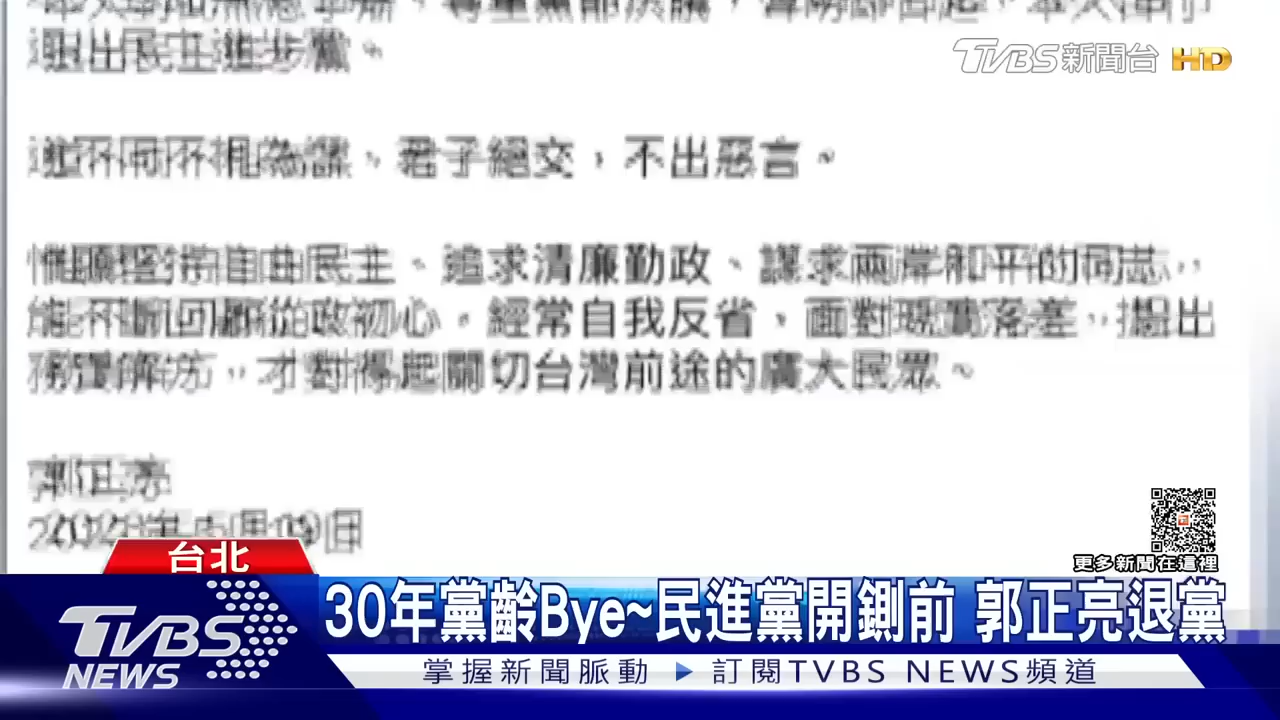 退出民主進步黨。
TVBS新聞台 HD
道不同不相為謀、君子絕交，不出惡言。
惟願堅持自由民主、追求清廉勤政、謀求兩岸和平的同志，
能不斷回顧從政初心，經常自我反省，面對現實落差，提出
務實解方，才對得起關切台灣前途的廣大民眾。
郭正亮
更多新聞在這裡
台北
30年黨齡Bye~民進黨開鍘前 郭正亮退黨
TVBS NEWS
掌握新聞脈動 ▶ 訂閱TVBS NEWS頻道